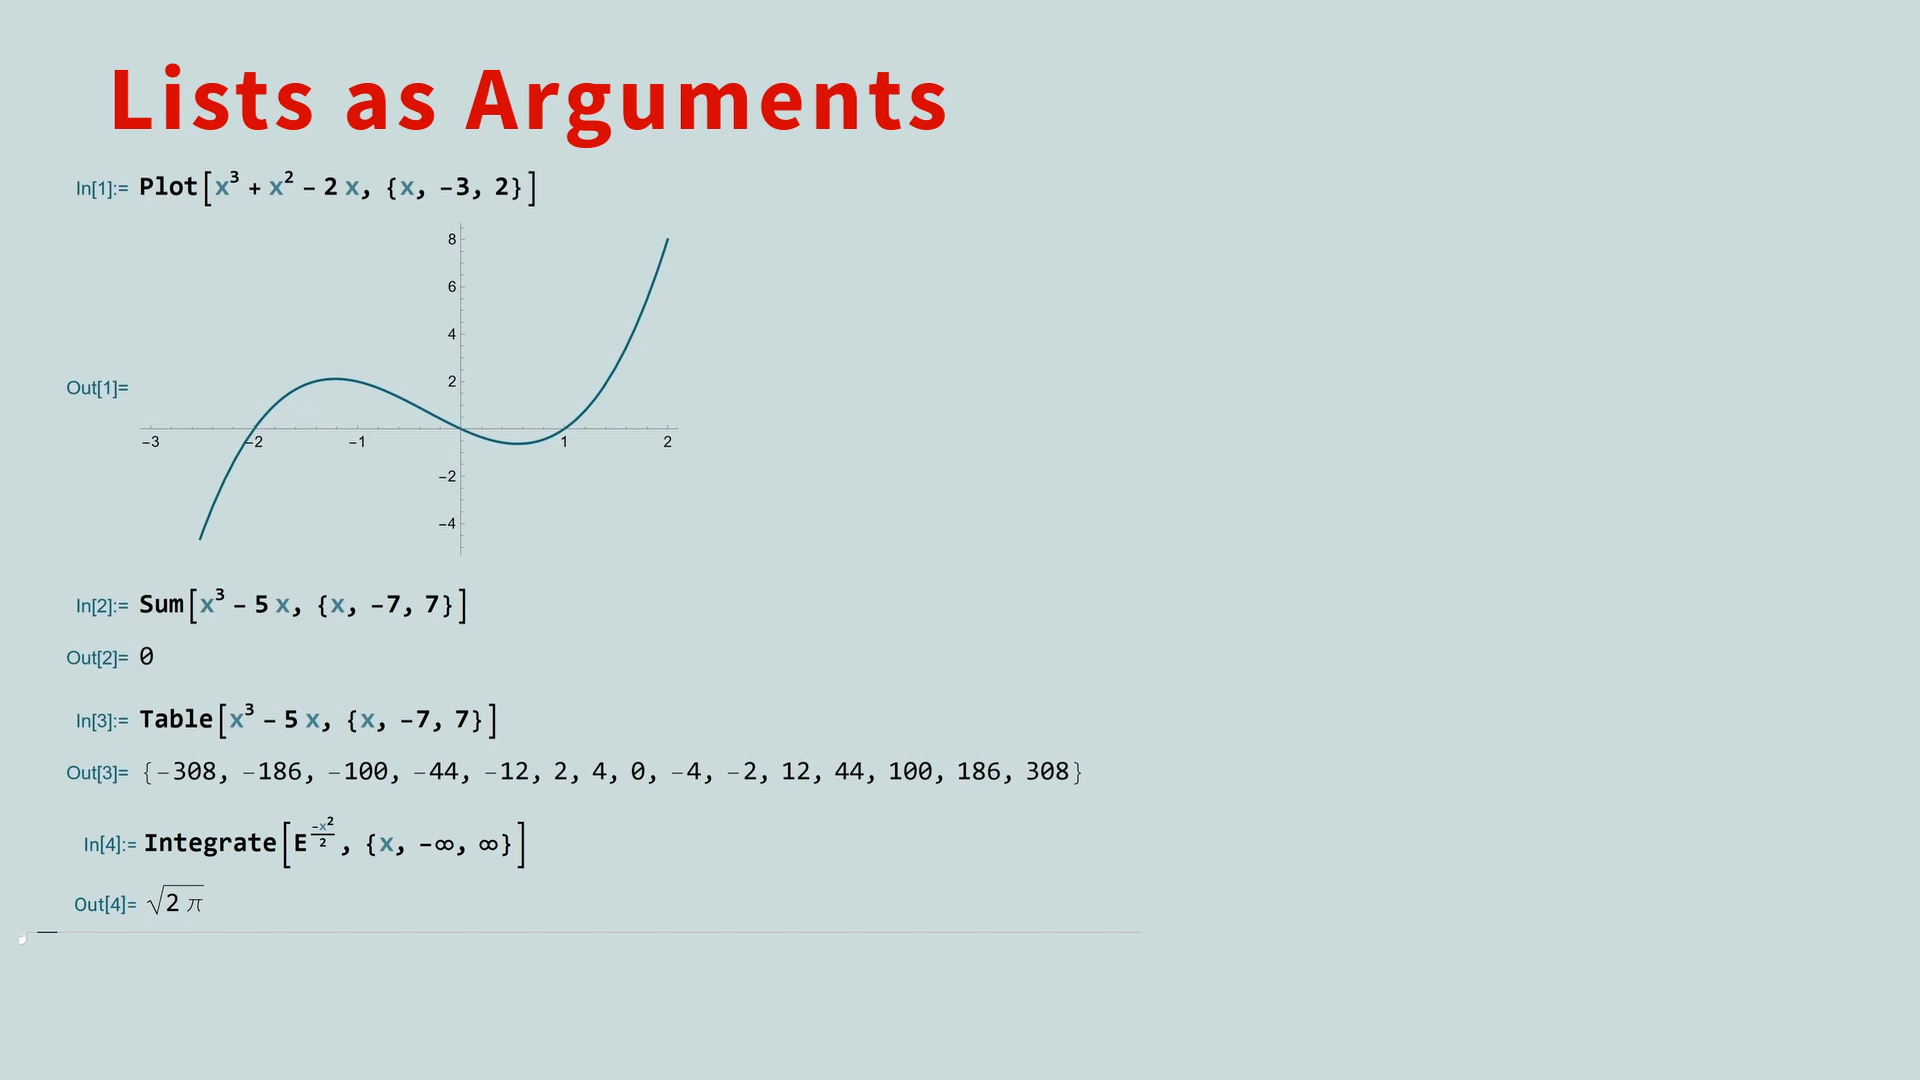 Lists as Arguments
In[1]:= Plot[x³ + x² − 2 x, {x, −3, 2}]
8
6
4
Out[1]=
2
−3 −2 −1 1 2
−2
−4
In[2]:= Sum[x³ − 5 x, {x, −7, 7}]
Out[2]= 0
In[3]:= Table[x³ − 5 x, {x, −7, 7}]
Out[3]= {−308, −186, −100, −44, −12, 2, 4, 0, −4, −2, 12, 44, 100, 186, 308}
In[4]:= Integrate[E^(−x²/2), {x, −∞, ∞}]
Out[4]= √(2 π)